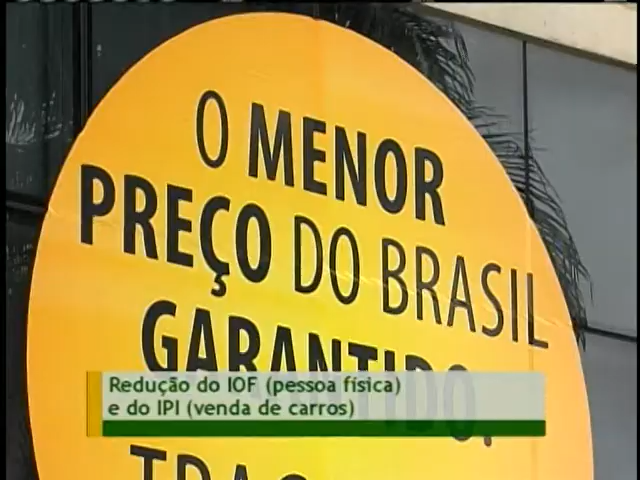 O MENOR
PREÇO DO BRASIL
GARANTIDO.
Redução do IOF (pessoa física)
e do IPI (venda de carros)